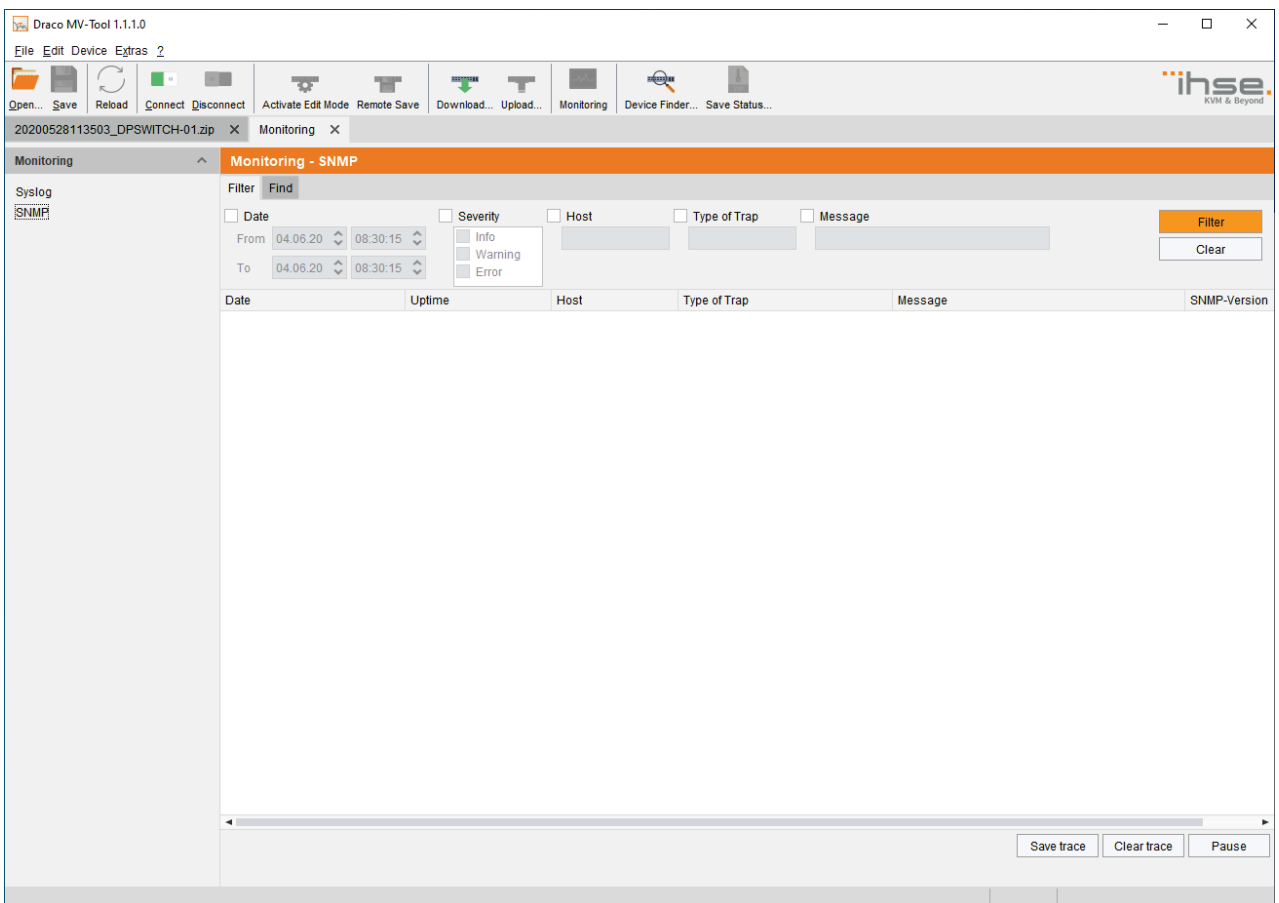 Draco MV-Tool 1.1.1.0
File Edit Device Extras ?
Open... Save Reload Connect Disconnect Activate Edit Mode Remote Save Download... Upload... Monitoring Device Finder... Save Status...
ihse.
KVM & Beyond
20200528113503_DPSWITCH-01.zip Monitoring
Monitoring
Syslog
SNMP
Monitoring - SNMP
Filter Find
Date Severity Host Type of Trap Message
From 04.06.20 08:30:15
To 04.06.20 08:30:15
Info
Warning
Error
Filter
Clear
Date Uptime Host Type of Trap Message SNMP-Version
Save trace Clear trace Pause